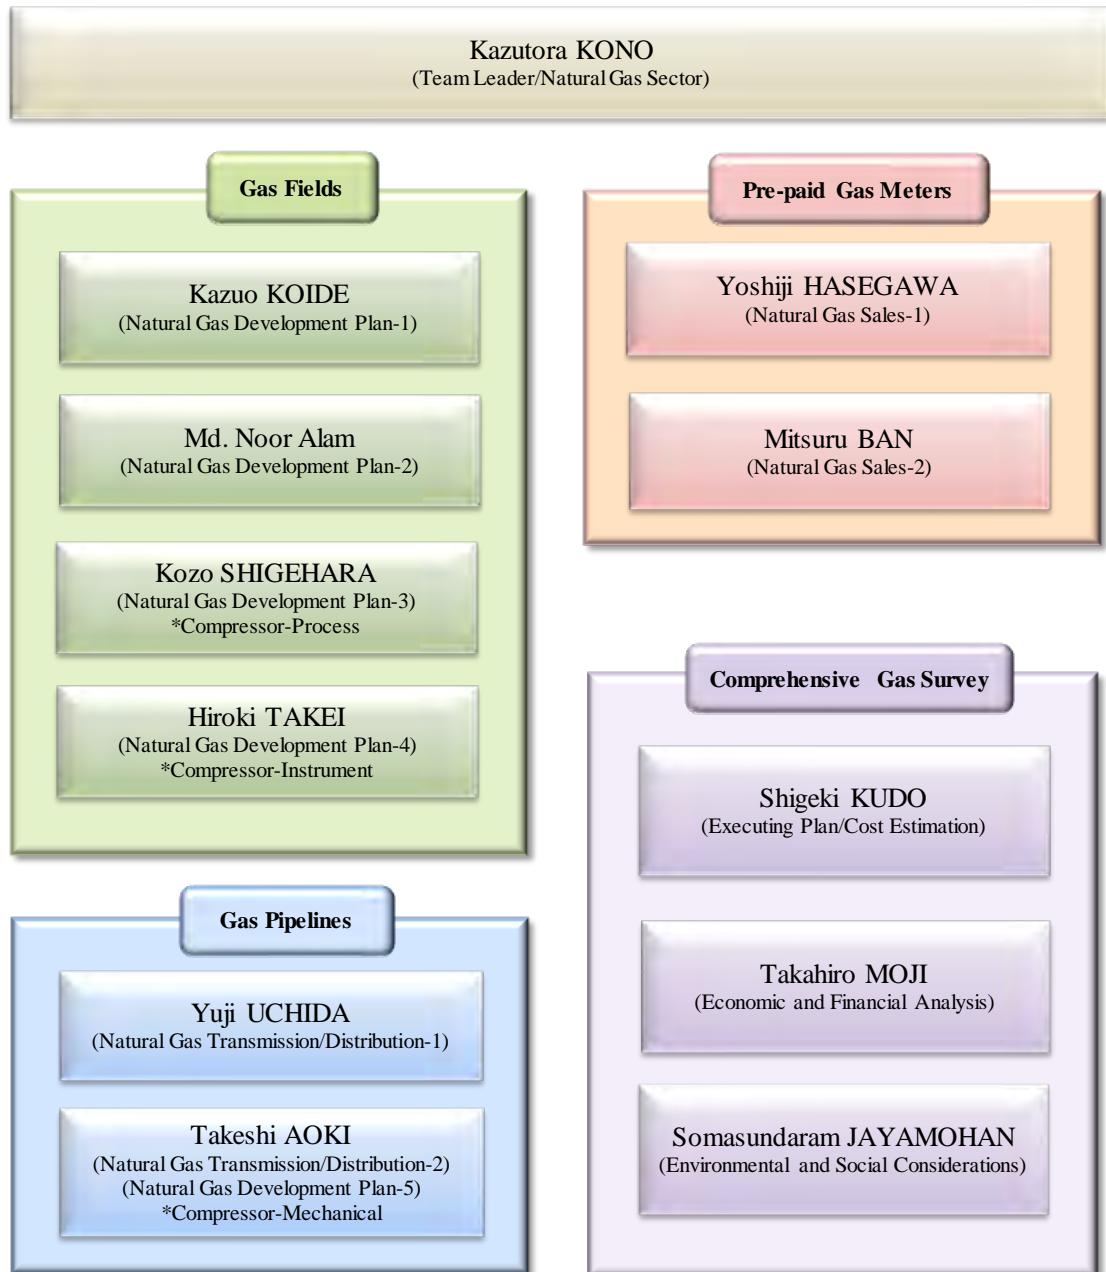 Kazutora KONO
(Team Leader/Natural Gas Sector)
Gas Fields
Kazuo KOIDE
(Natural Gas Development Plan-1)
Md. Noor Alam
(Natural Gas Development Plan-2)
Kozo SHIGEHARA
(Natural Gas Development Plan-3)
*Compressor-Process
Hiroki TAKEI
(Natural Gas Development Plan-4)
*Compressor-Instrument
Gas Pipelines
Yuji UCHIDA
(Natural Gas Transmission/Distribution-1)
Takeshi AOKI
(Natural Gas Transmission/Distribution-2)
(Natural Gas Development Plan-5)
*Compressor-Mechanical
Pre-paid Gas Meters
Yoshiji HASEGAWA
(Natural Gas Sales-1)
Mitsuru BAN
(Natural Gas Sales-2)
Comprehensive Gas Survey
Shigeki KUDO
(Executing Plan/Cost Estimation)
Takahiro MOJI
(Economic and Financial Analysis)
Somasundaram JAYAMOHAN
(Environmental and Social Considerations)